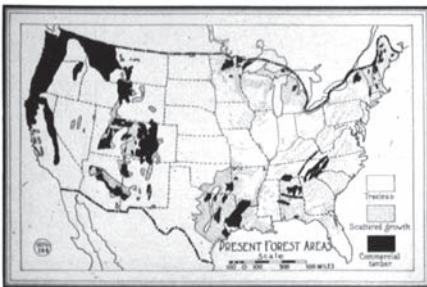 PRESENT FOREST AREAS
Scale
Treeless
Scattered Growth
Commercial
timber